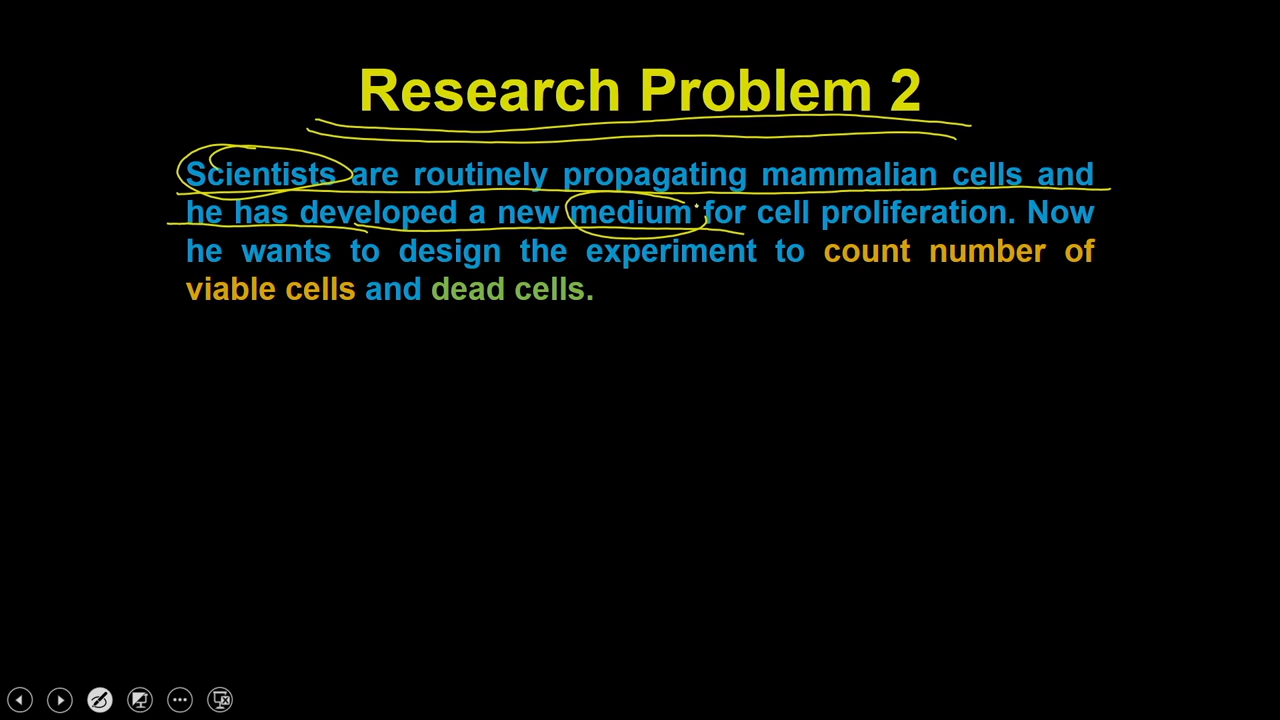 Research Problem 2
Scientists are routinely propagating mammalian cells and
he has developed a new medium for cell proliferation. Now
he wants to design the experiment to count number of
viable cells and dead cells.